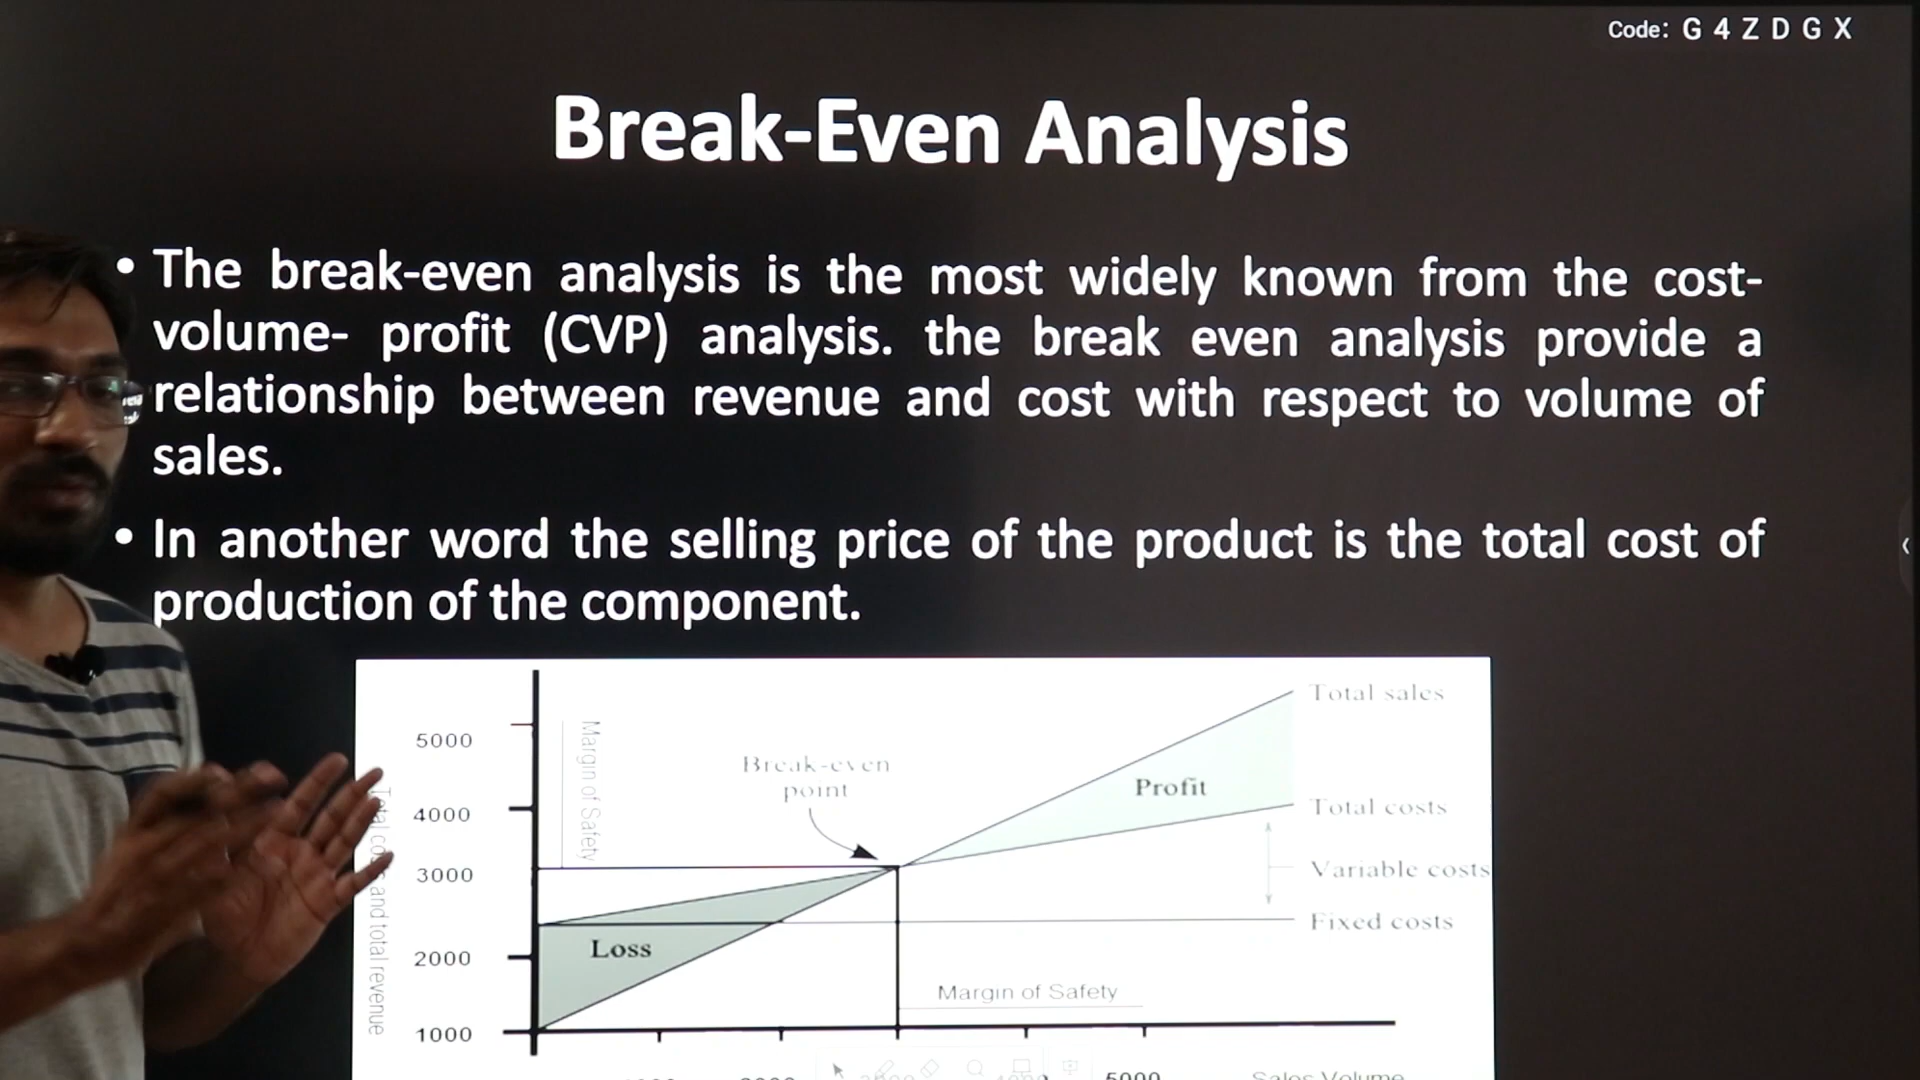 Code: G 4 Z D G X
Break-Even Analysis
• The break-even analysis is the most widely known from the cost-
volume- profit (CVP) analysis. the break even analysis provide a
relationship between revenue and cost with respect to volume of
sales.
• In another word the selling price of the product is the total cost of
production of the component.
Total sales
5000
Margin of Safety
Break-even
point
Profit
4000
Total costs
3000
Variable costs
Fixed costs
Loss
2000
Margin of Safety
1000
and total revenue
5000
Sales Volume